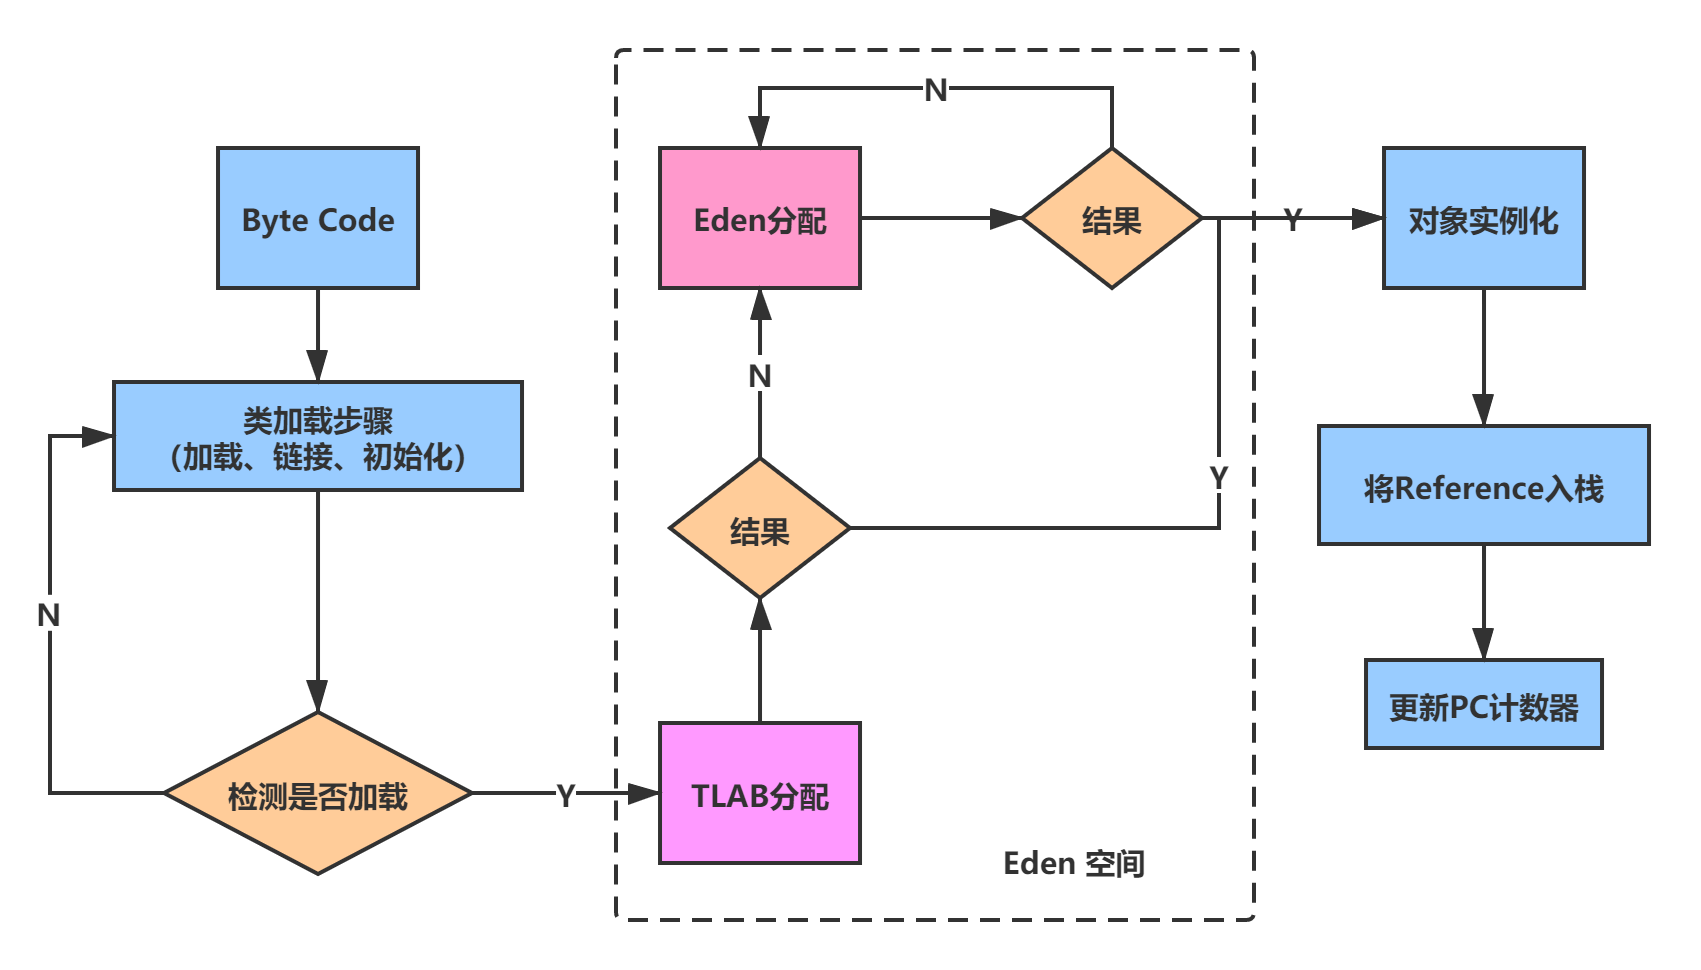 Byte Code
类加载步骤
（加载、链接、初始化）
N
检测是否加载
Y
N
Eden分配
结果
Y
N
结果
Y
TLAB分配
Eden 空间
对象实例化
将Reference入栈
更新PC计数器